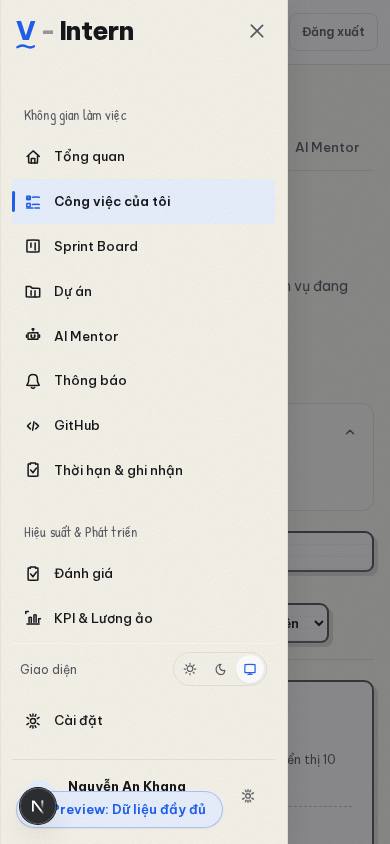 V - Intern
Đăng xuất
Không gian làm việc
Tổng quan
AI Mentor
Công việc của tôi
Sprint Board
Dự án
vụ đang
AI Mentor
Thông báo
GitHub
Thời hạn & ghi nhận
Hiệu suất & Phát triển
Đánh giá
KPI & Lương ảo
Giao diện
Cài đặt
thị 10
Nguyễn An Khang
N
Preview: Dữ liệu đầy đủ